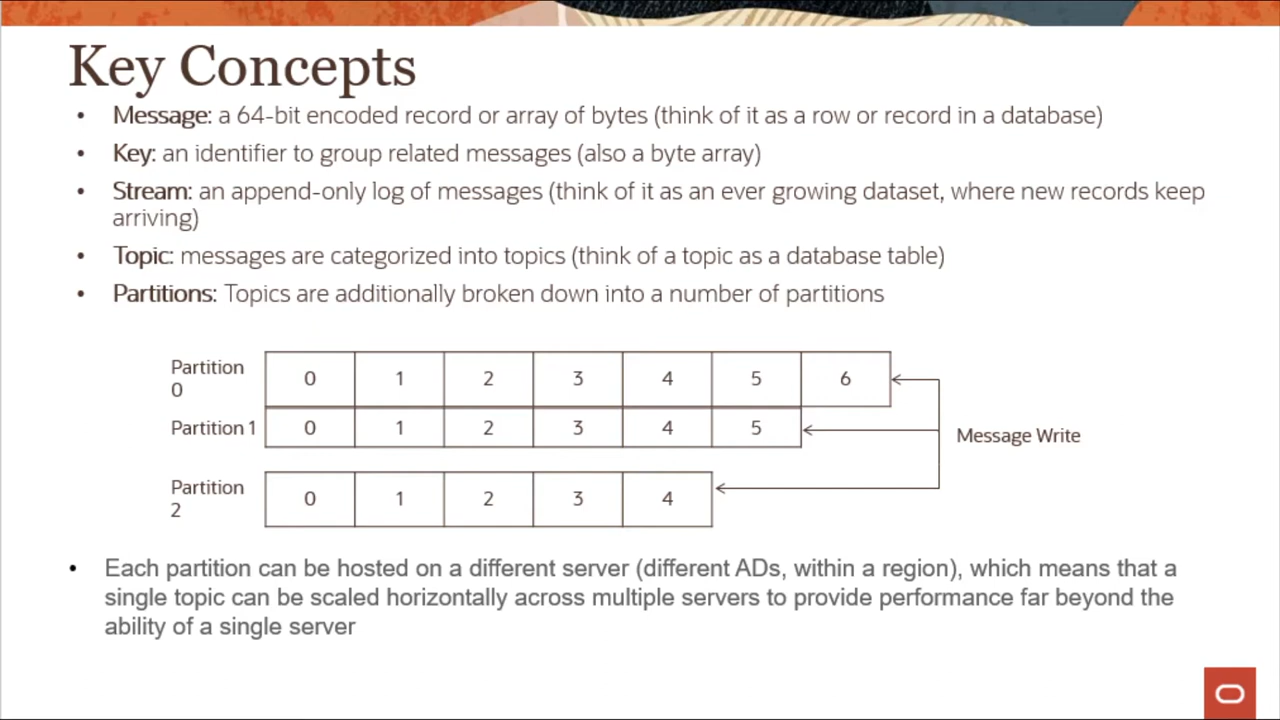 Key Concepts
• Message: a 64-bit encoded record or array of bytes (think of it as a row or record in a database)
• Key: an identifier to group related messages (also a byte array)
• Stream: an append-only log of messages (think of it as an ever growing dataset, where new records keep
arriving)
• Topic: messages are categorized into topics (think of a topic as a database table)
• Partitions: Topics are additionally broken down into a number of partitions
Partition
0
0 1 2 3 4 5 6
Partition 1
0 1 2 3 4 5
Message Write
Partition
2
0 1 2 3 4
• Each partition can be hosted on a different server (different ADs, within a region), which means that a
single topic can be scaled horizontally across multiple servers to provide performance far beyond the
ability of a single server